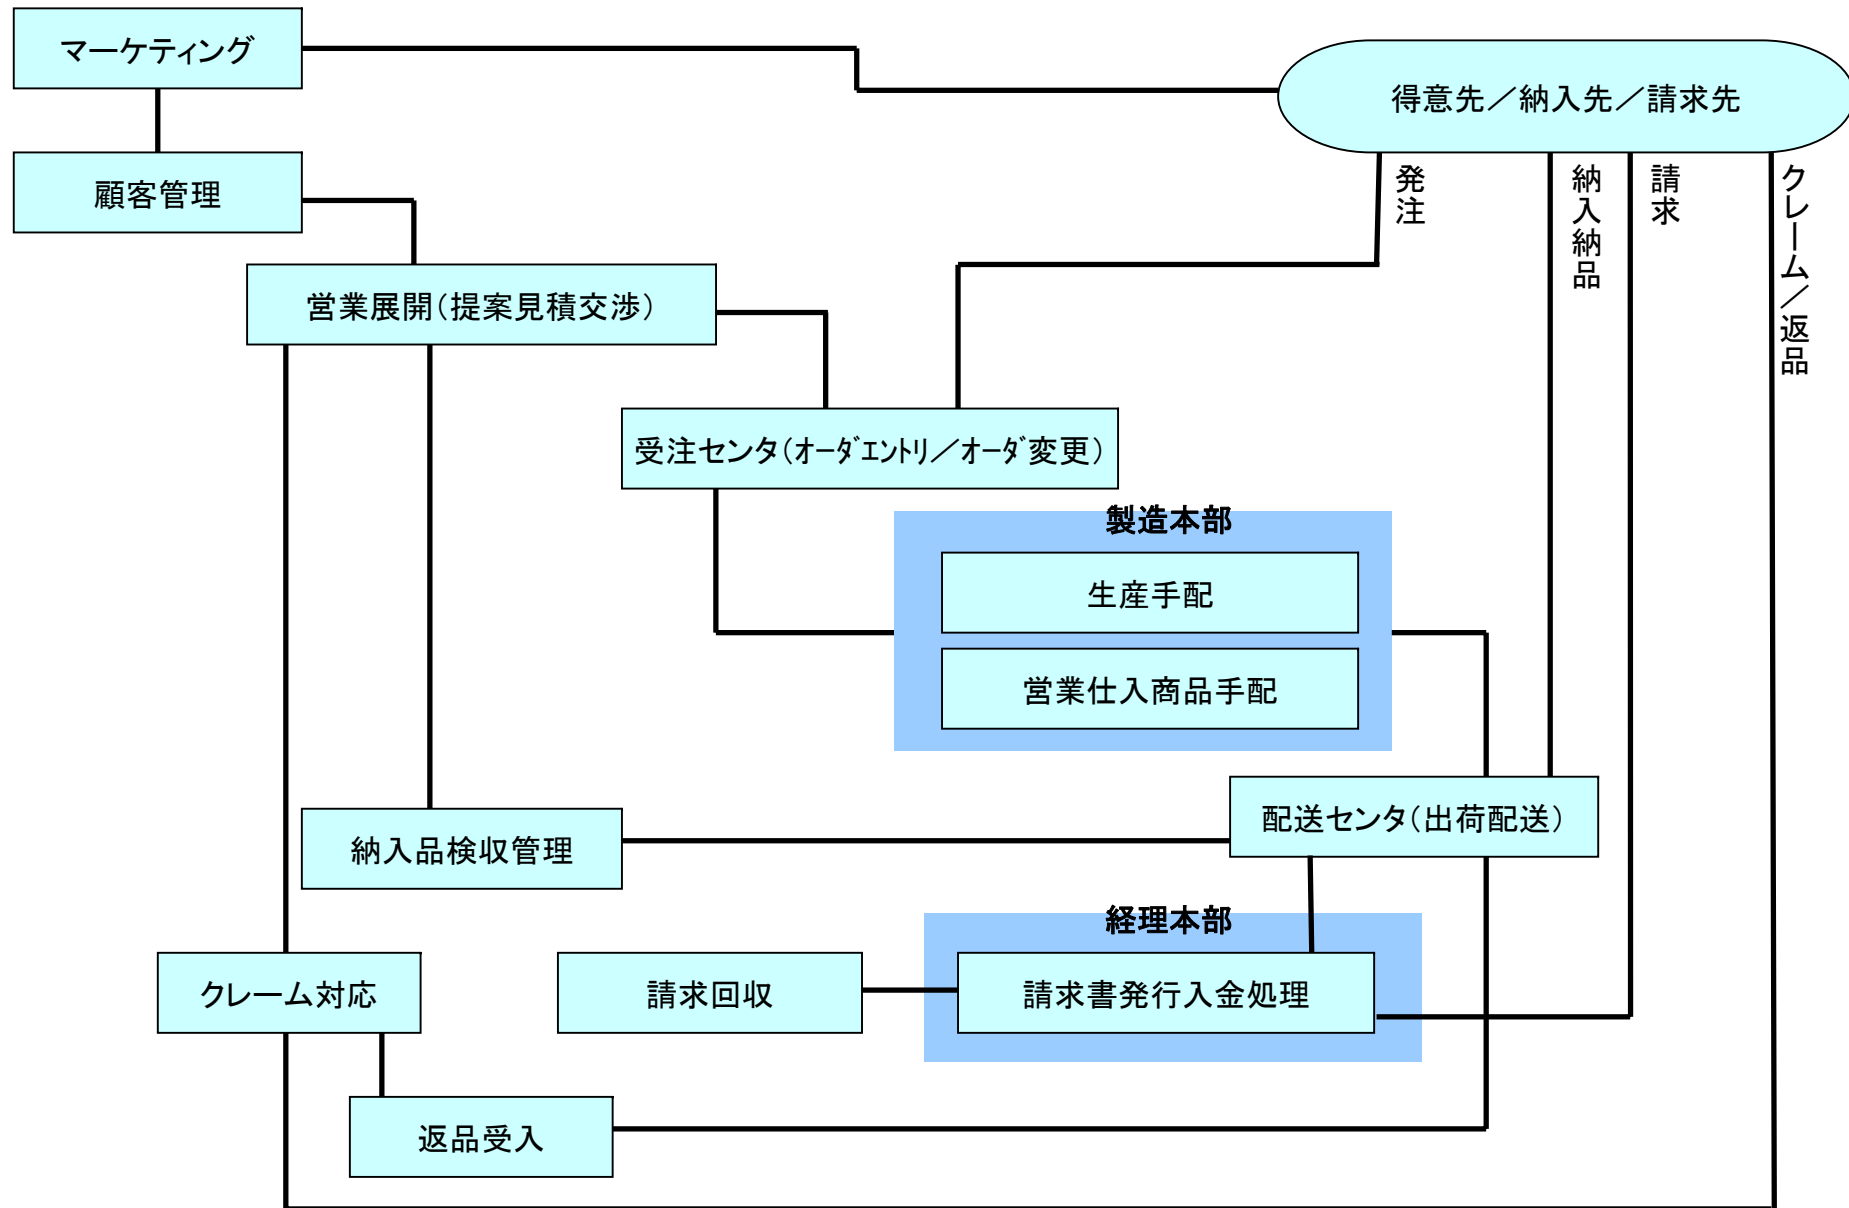 マーケティング
得意先／納入先／請求先
顧客管理
発注
納入納品
請求
クレーム／返品
営業展開(提案見積交渉)
受注センタ(ｵｰﾀﾞｴﾝﾄﾘ／ｵｰﾀﾞ変更)
製造本部
生産手配
営業仕入商品手配
配送センタ(出荷配送)
納入品検収管理
経理本部
クレーム対応
請求回収
請求書発行入金処理
返品受入